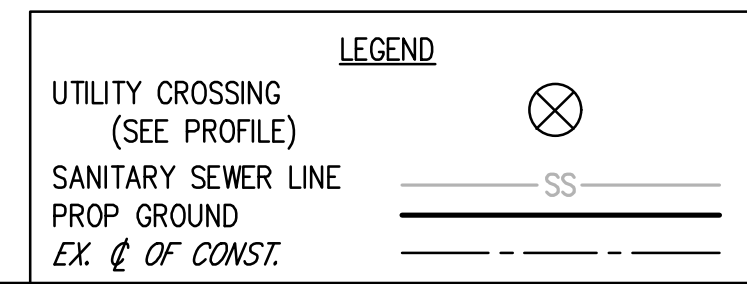 LEGEND
UTILITY CROSSING
(SEE PROFILE)
SANITARY SEWER LINE
SS
PROP GROUND
EX. ℄ OF CONST.